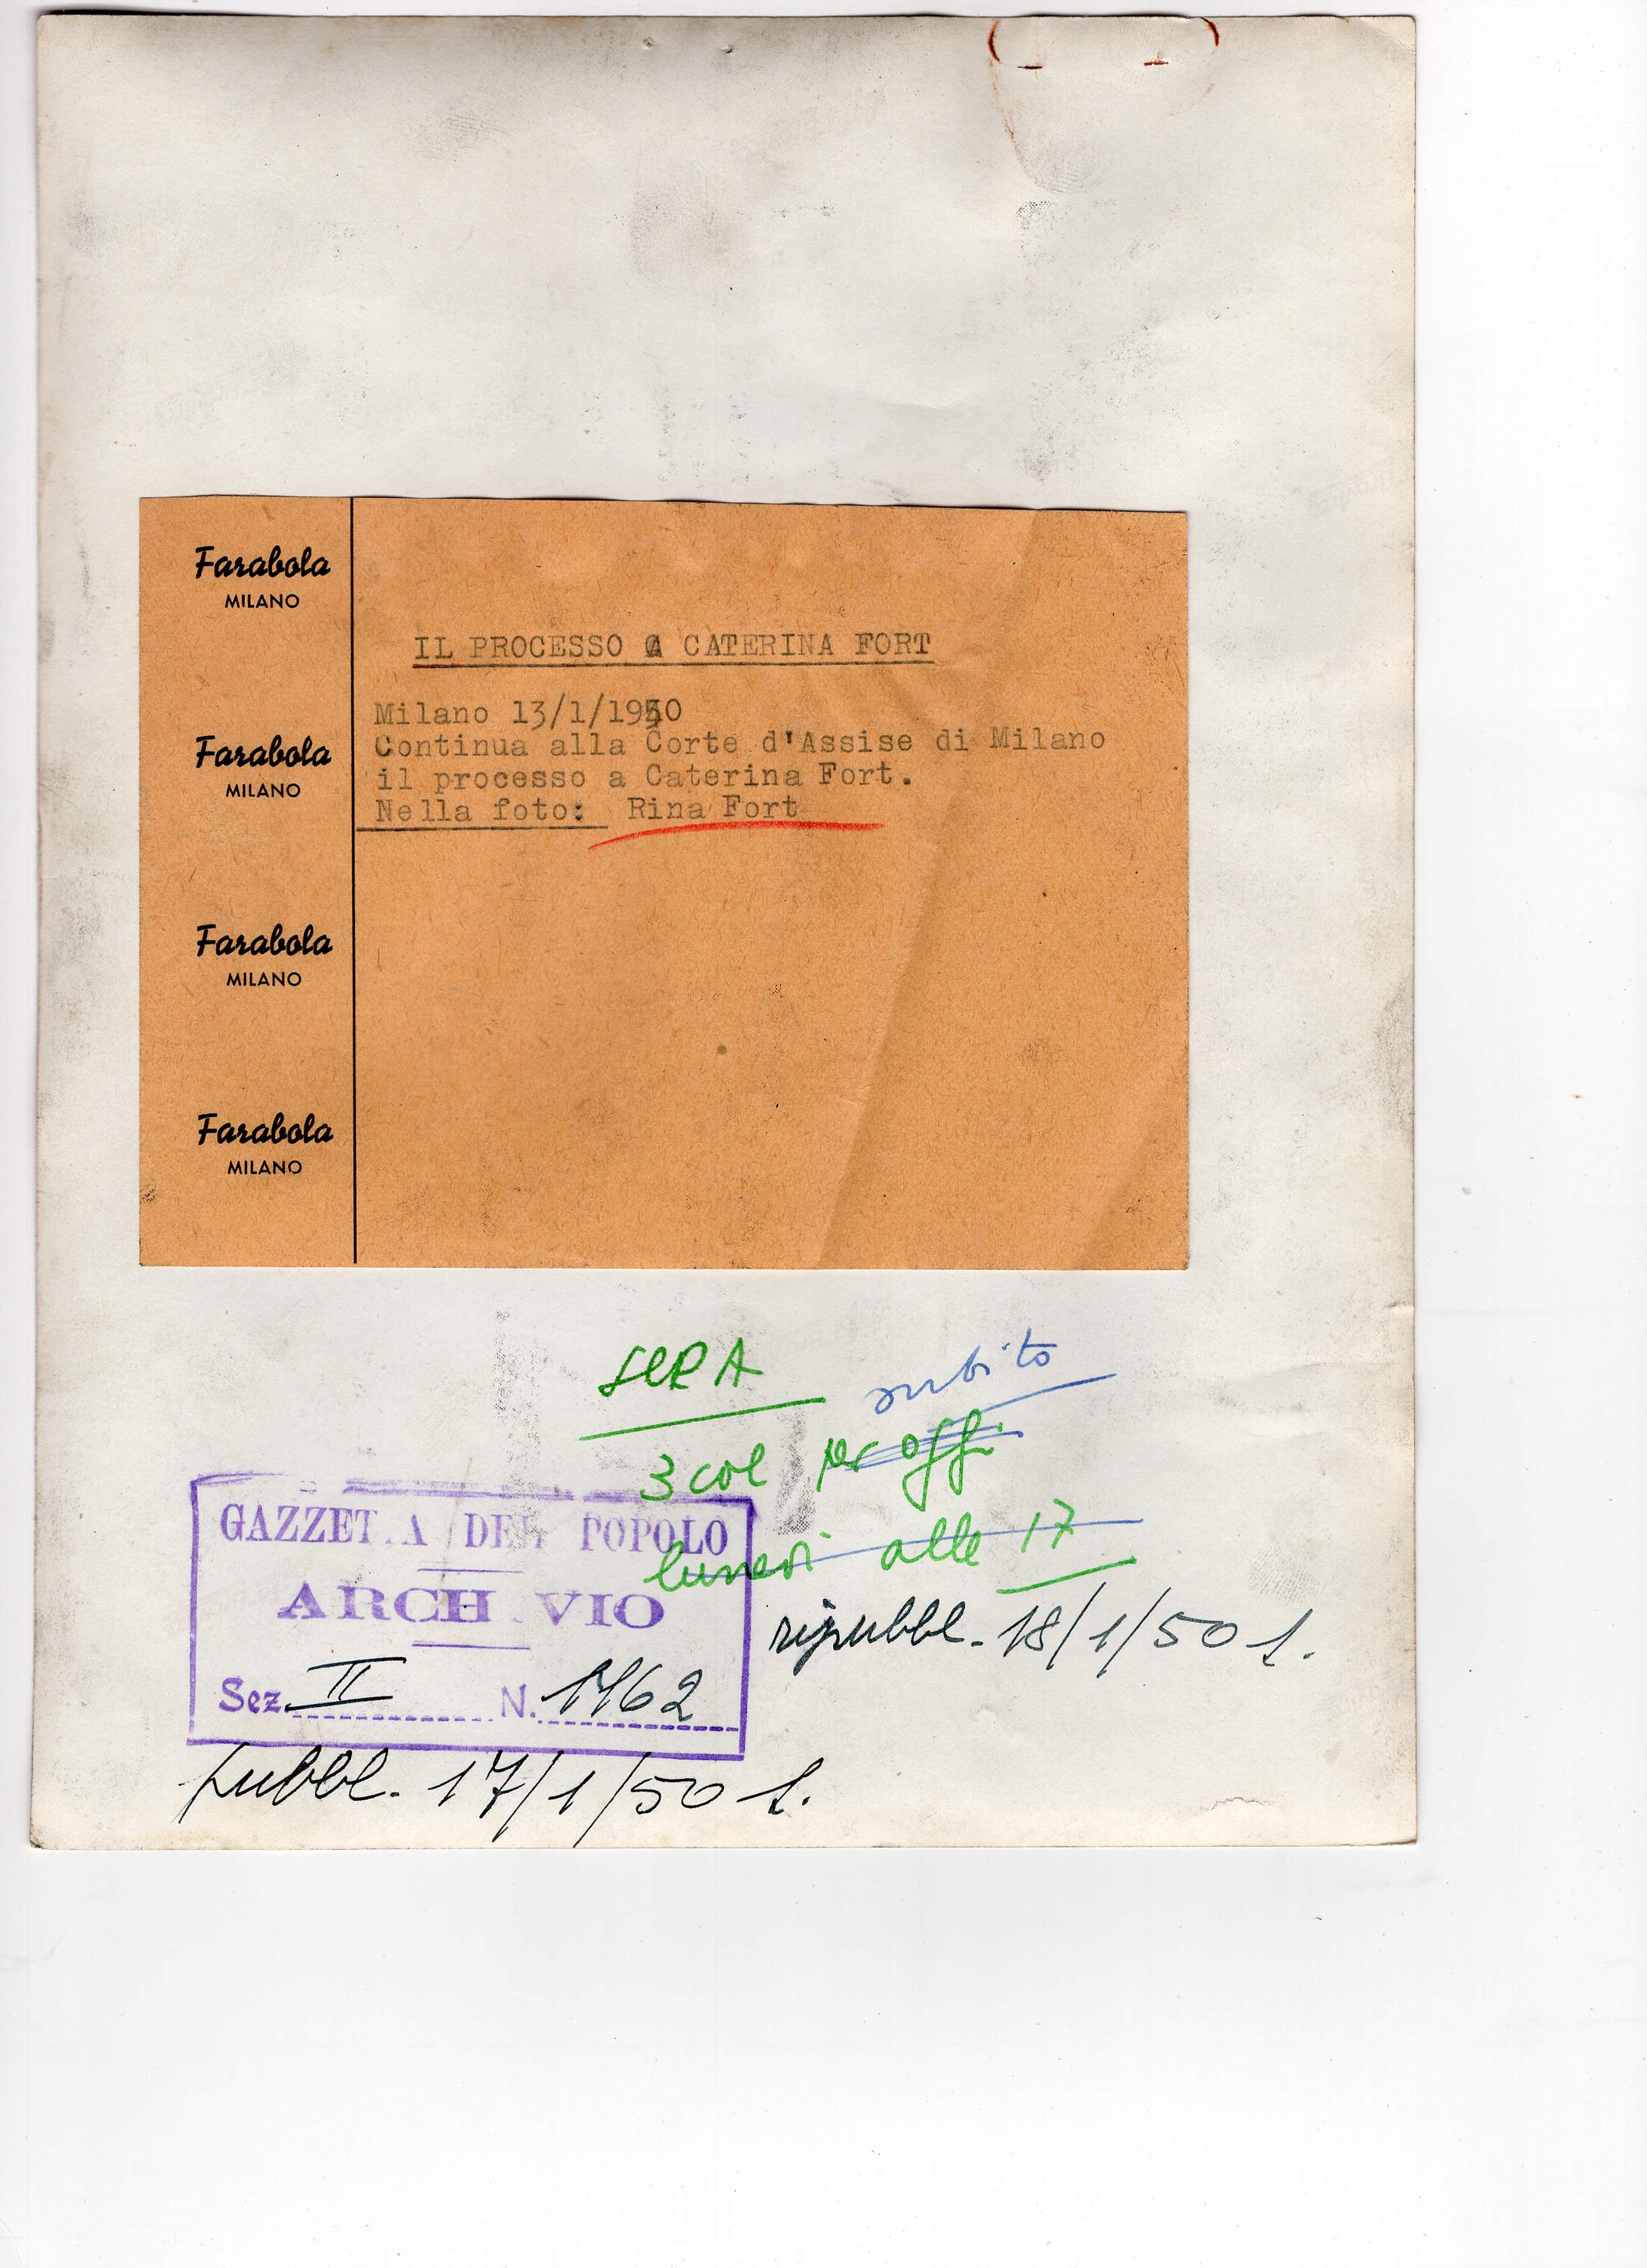 Farabola
MILANO
Farabola
MILANO
Farabola
MILANO
Farabola
MILANO
IL PROCESSO A CATERINA FORT
Milano 13/1/1950
Continua alla Corte d'Assise di Milano
il processo a Caterina Fort.
Nella foto: Rina Fort
SERA
subito
3 col per oggi
lunedì alle 17
GAZZETTA DEL POPOLO
ARCHIVIO
Sez. II N. 1162
ripubbl. 18/1/50 s.
pubbl. 17/1/50 s.